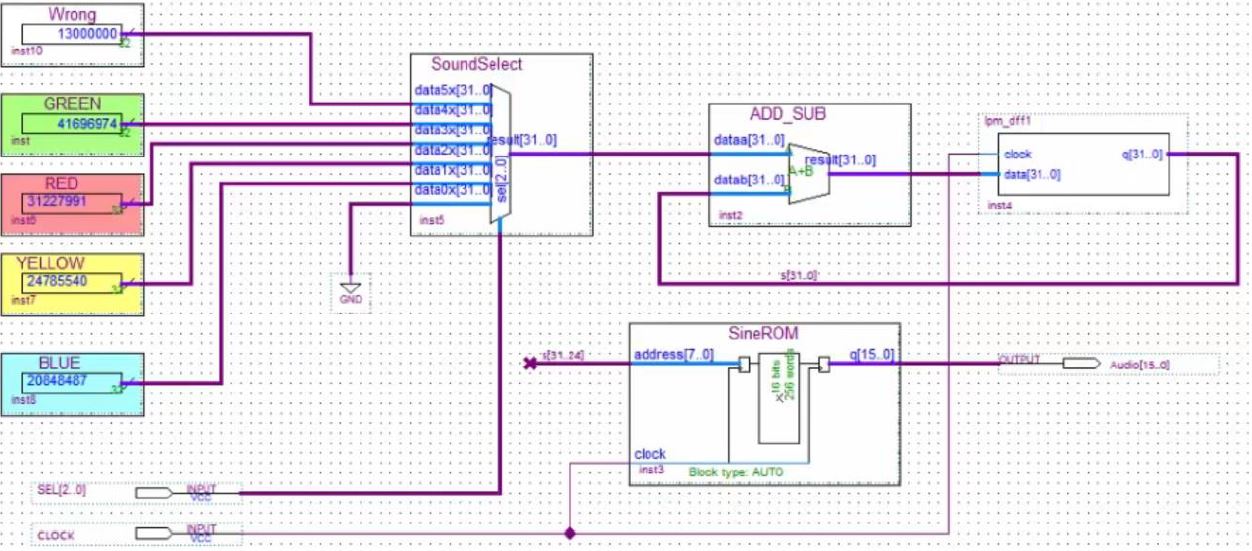 Wrong
13000000
32
inst10
GREEN
41696974
32
inst
RED
31227991
32
inst6
YELLOW
24785540
32
inst7
BLUE
20848487
32
inst8
SoundSelect
data5x[31..0]
data4x[31..0]
data3x[31..0]
data2x[31..0]
data1x[31..0]
data0x[31..0]
result[31..0]
sel[2..0]
inst5
GND
ADD_SUB
dataa[31..0]
datab[31..0]
A
A+B
B
result[31..0]
inst2
lpm_dff1
clock
data[31..0]
q[31..0]
inst4
s[31..0]
SineROM
s[31..24]
address[7..0]
q[15..0]
16 bits
256 words
clock
inst3
Block type: AUTO
OUTPUT
Audio[15..0]
SEL[2..0]
INPUT
VCC
CLOCK
INPUT
VCC